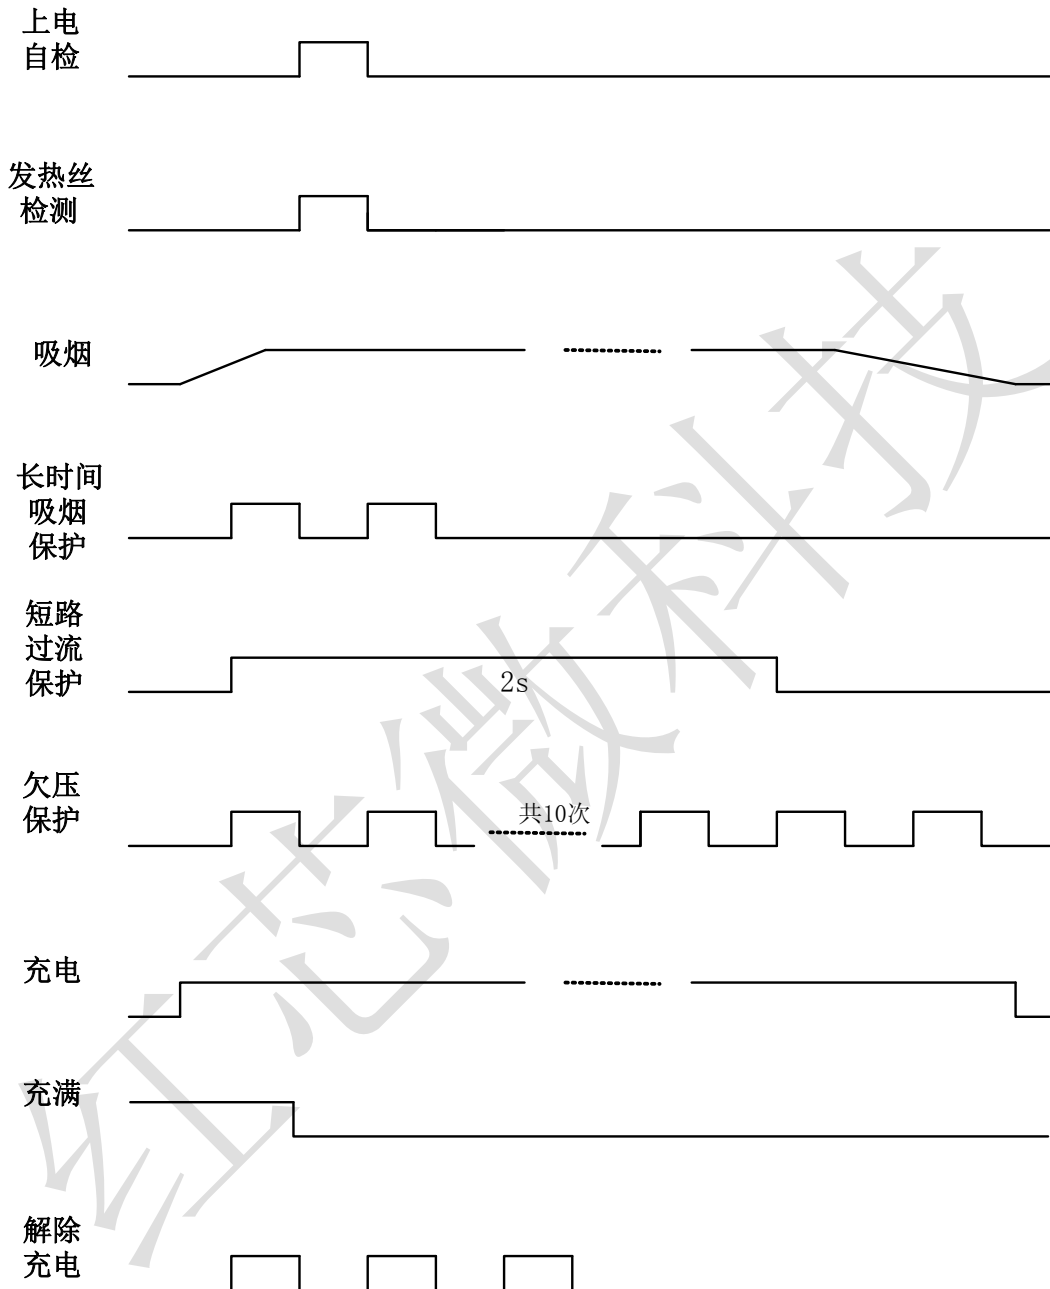 上电
自检
发热丝
检测
吸烟
长时间
吸烟
保护
短路
过流
保护
2s
欠压
保护
共10次
充电
充满
解除
充电
红芯微科技